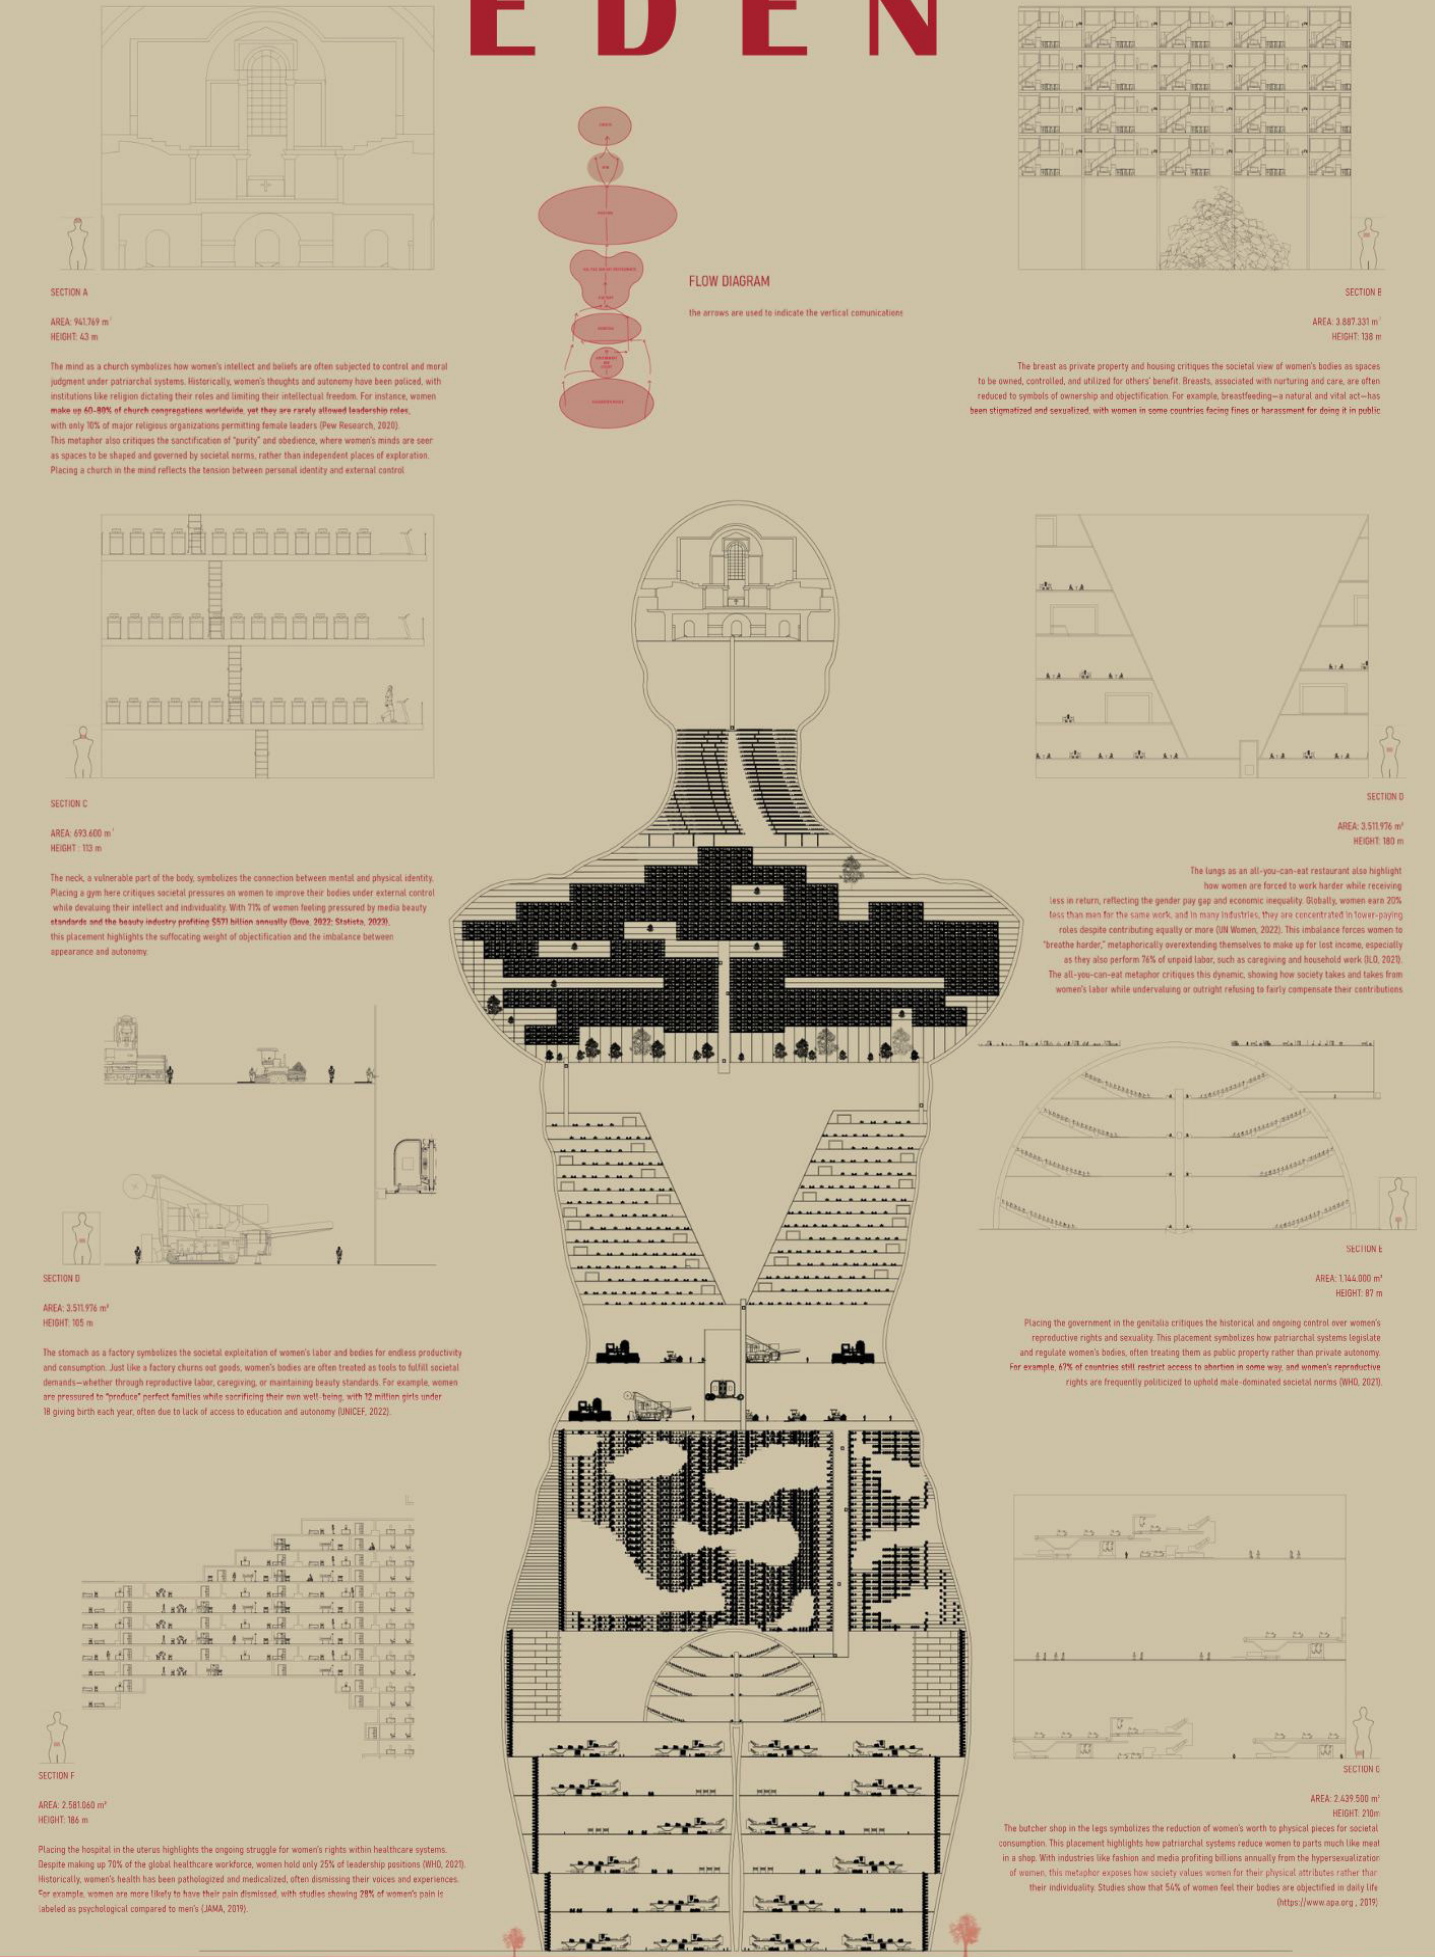 EDEN
FLOW DIAGRAM
the arrows are used to indicate the vertical comunications
SECTION A
AREA: 941.769 m²
HEIGHT: 43 m
The mind as a church symbolizes how women's intellect and beliefs are often subjected to control and moral
judgment under patriarchal systems. Historically, women's thoughts and autonomy have been policed, with
institutions like religion dictating their roles and limiting their intellectual freedom. For instance, women
make up 60-80% of church congregations worldwide, yet they are rarely allowed leadership roles,
with only 10% of major religious organizations permitting female leaders (Pew Research, 2020).
This metaphor also critiques the sanctification of "purity" and obedience, where women's minds are seen
as spaces to be shaped and governed by societal norms, rather than independent places of exploration.
Placing a church in the mind reflects the tension between personal identity and external control
SECTION B
AREA: 3.887.331 m²
HEIGHT: 138 m
The breast as private property and housing critiques the societal view of women's bodies as spaces
to be owned, controlled, and utilized for others' benefit. Breasts, associated with nurturing and care, are often
reduced to symbols of ownership and objectification. For example, breastfeeding—a natural and vital act—has
been stigmatized and sexualized, with women in some countries facing fines or harassment for doing it in public
SECTION C
AREA: 693.600 m²
HEIGHT : 113 m
The neck, a vulnerable part of the body, symbolizes the connection between mental and physical identity.
Placing a gym here critiques societal pressures on women to improve their bodies under external control
while devaluing their intellect and individuality. With 71% of women feeling pressured by media beauty
standards and the beauty industry profiting $571 billion annually (Dove, 2022; Statista, 2023),
this placement highlights the suffocating weight of objectification and the imbalance between
appearance and autonomy.
SECTION D
AREA: 3.511.976 m²
HEIGHT: 180 m
The lungs as an all-you-can-eat restaurant also highlight
how women are forced to work harder while receiving
less in return, reflecting the gender pay gap and economic inequality. Globally, women earn 20%
less than men for the same work, and in many industries, they are concentrated in lower-paying
roles despite contributing equally or more (UN Women, 2022). This imbalance forces women to
"breathe harder," metaphorically overextending themselves to make up for lost income, especially
as they also perform 76% of unpaid labor, such as caregiving and household work (ILO, 2021).
The all-you-can-eat metaphor critiques this dynamic, showing how society takes and takes from
women's labor while undervaluing or outright refusing to fairly compensate their contributions
SECTION D
AREA: 3.511.976 m²
HEIGHT: 105 m
The stomach as a factory symbolizes the societal exploitation of women's labor and bodies for endless productivity
and consumption. Just like a factory churns out goods, women's bodies are often treated as tools to fulfill societal
demands—whether through reproductive labor, caregiving, or maintaining beauty standards. For example, women
are pressured to "produce" perfect families while sacrificing their own well-being, with 12 million girls under
18 giving birth each year, often due to lack of access to education and autonomy (UNICEF, 2022).
SECTION E
AREA: 1.144.000 m²
HEIGHT: 87 m
Placing the government in the genitalia critiques the historical and ongoing control over women's
reproductive rights and sexuality. This placement symbolizes how patriarchal systems legislate
and regulate women's bodies, often treating them as public property rather than private autonomy.
For example, 67% of countries still restrict access to abortion in some way, and women's reproductive
rights are frequently politicized to uphold male-dominated societal norms (WHO, 2021).
SECTION F
AREA: 2.581.060 m²
HEIGHT: 186 m
Placing the hospital in the uterus highlights the ongoing struggle for women's rights within healthcare systems.
Despite making up 70% of the global healthcare workforce, women hold only 25% of leadership positions (WHO, 2021).
Historically, women's health has been pathologized and medicalized, often dismissing their voices and experiences.
For example, women are more likely to have their pain dismissed, with studies showing 28% of women's pain is
labeled as psychological compared to men's (JAMA, 2019).
SECTION G
AREA: 2.439.500 m²
HEIGHT: 210m
The butcher shop in the legs symbolizes the reduction of women's worth to physical pieces for societal
consumption. This placement highlights how patriarchal systems reduce women to parts much like meat
in a shop. With industries like fashion and media profiting billions annually from the hypersexualization
of women, this metaphor exposes how society values women for their physical attributes rather than
their individuality. Studies show that 54% of women feel their bodies are objectified in daily life
(https://www.apa.org , 2019)